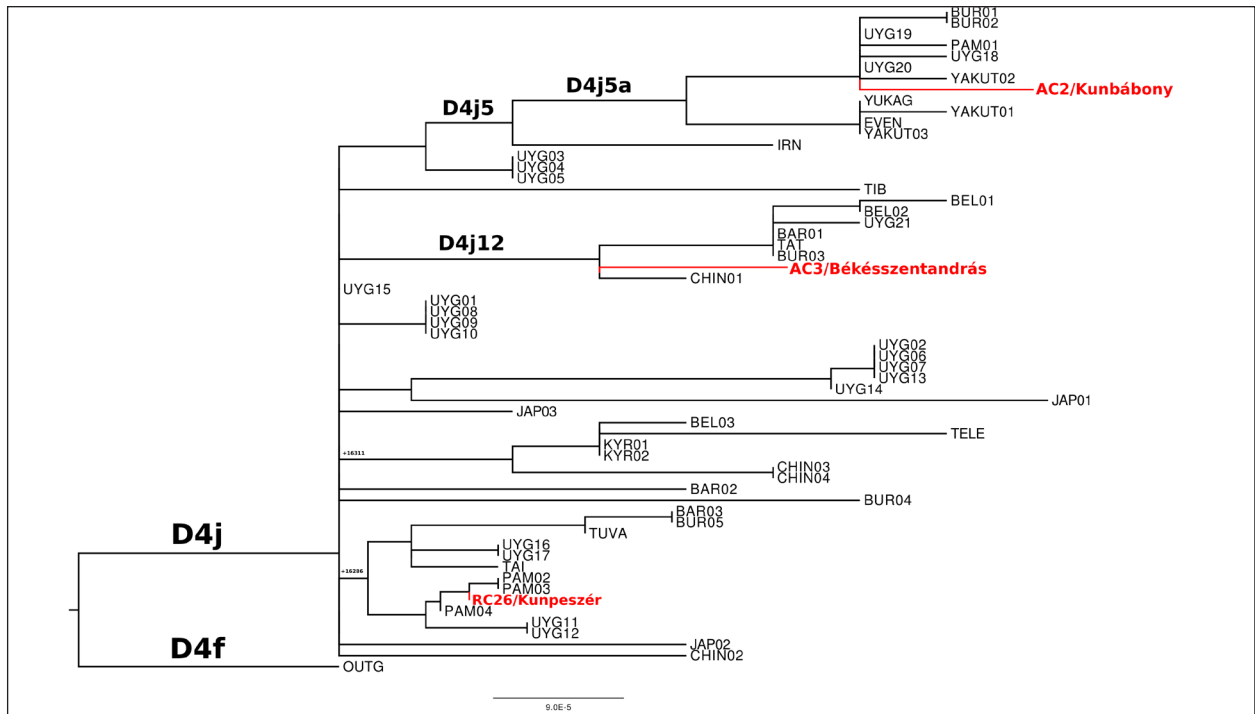 BUR01
BUR02
UYG19
PAM01
UYG18
UYG20
D4j5a
YAKUT02
AC2/Kunbábony
YUKAG
D4j5
YAKUT01
EVEN
YAKUT03
IRN
UYG03
UYG04
UYG05
TIB
BEL01
BEL02
UYG21
BAR01
D4j12
TAT
BUR03
AC3/Békésszentandrás
CHIN01
UYG15
UYG01
UYG08
UYG09
UYG10
UYG02
UYG06
UYG07
UYG13
UYG14
JAP01
JAP03
BEL03
TELE
KYR01
KYR02
+16311
CHIN03
CHIN04
BAR02
BUR04
BAR03
BUR05
TUVA
D4j
UYG16
UYG17
TAI
+16286
PAM02
PAM03
RC26/Kunpeszér
PAM04
UYG11
UYG12
JAP02
D4f
CHIN02
OUTG
9.0E-5